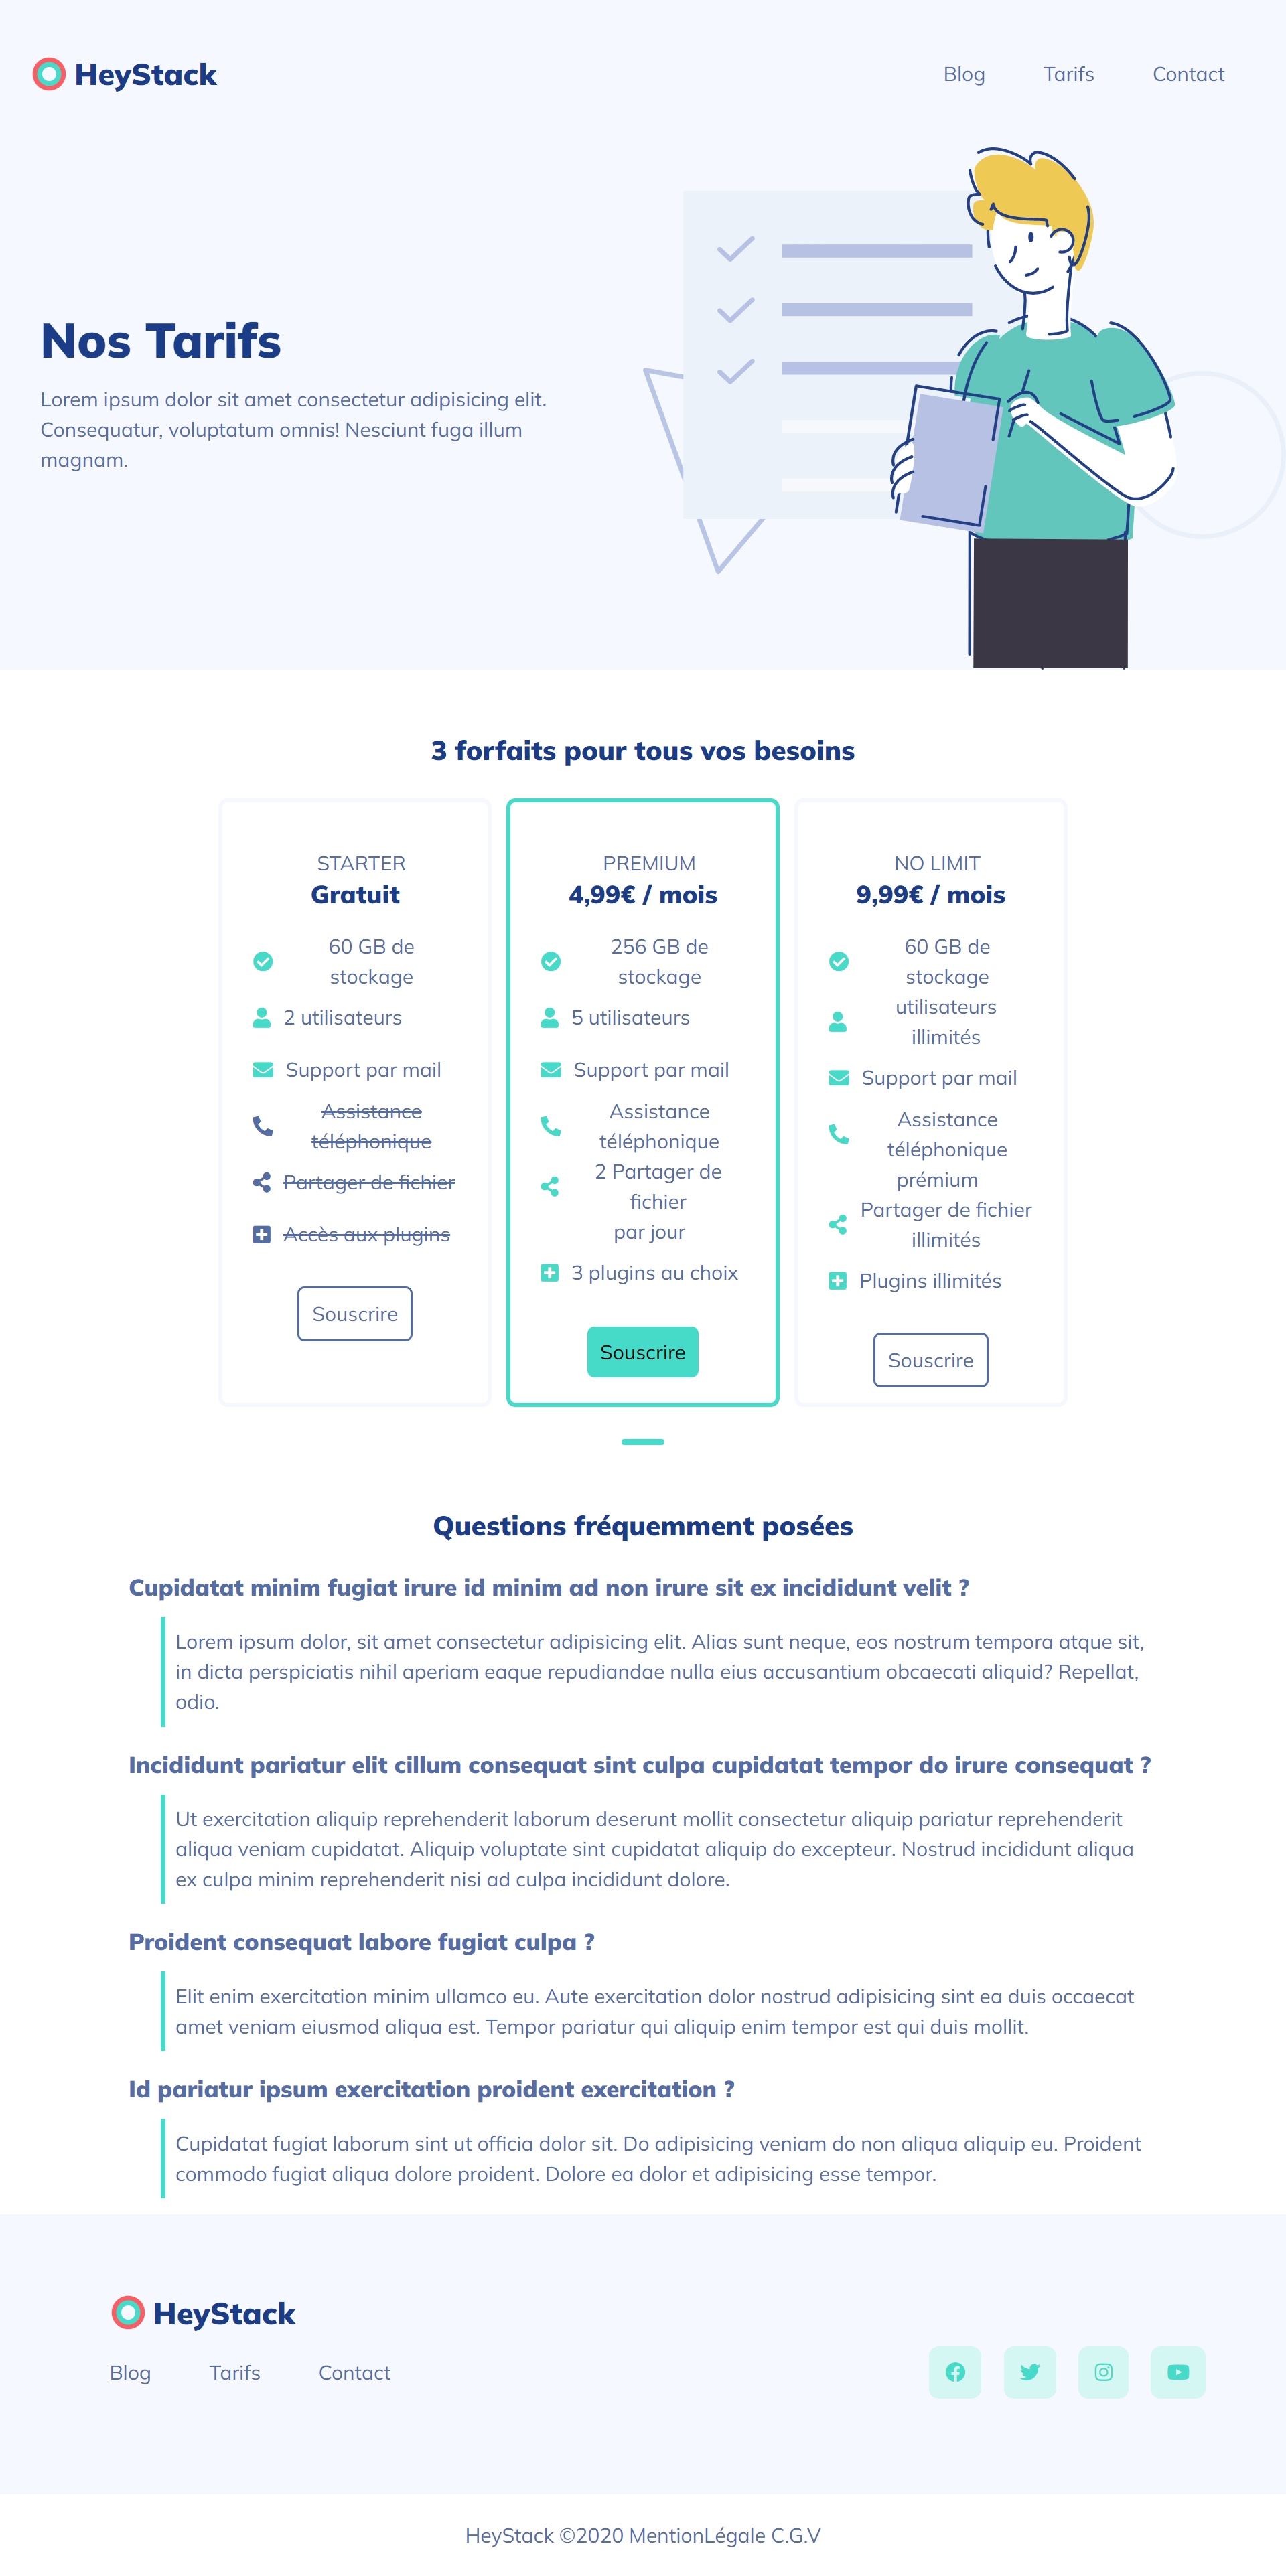 HeyStack
Blog Tarifs Contact
Nos Tarifs
Lorem ipsum dolor sit amet consectetur adipisicing elit.
Consequatur, voluptatum omnis! Nesciunt fuga illum
magnam.
3 forfaits pour tous vos besoins
STARTER
Gratuit
60 GB de
stockage
2 utilisateurs
Support par mail
Assistance
téléphonique
Partager de fichier
Accès aux plugins
Souscrire
PREMIUM
4,99€ / mois
256 GB de
stockage
5 utilisateurs
Support par mail
Assistance
téléphonique
2 Partager de
fichier
par jour
3 plugins au choix
Souscrire
NO LIMIT
9,99€ / mois
60 GB de
stockage
utilisateurs
illimités
Support par mail
Assistance
téléphonique
prémium
Partager de fichier
illimités
Plugins illimités
Souscrire
Questions fréquemment posées
Cupidatat minim fugiat irure id minim ad non irure sit ex incididunt velit ?
Lorem ipsum dolor, sit amet consectetur adipisicing elit. Alias sunt neque, eos nostrum tempora atque sit,
in dicta perspiciatis nihil aperiam eaque repudiandae nulla eius accusantium obcaecati aliquid? Repellat,
odio.
Incididunt pariatur elit cillum consequat sint culpa cupidatat tempor do irure consequat ?
Ut exercitation aliquip reprehenderit laborum deserunt mollit consectetur aliquip pariatur reprehenderit
aliqua veniam cupidatat. Aliquip voluptate sint cupidatat aliquip do excepteur. Nostrud incididunt aliqua
ex culpa minim reprehenderit nisi ad culpa incididunt dolore.
Proident consequat labore fugiat culpa ?
Elit enim exercitation minim ullamco eu. Aute exercitation dolor nostrud adipisicing sint ea duis occaecat
amet veniam eiusmod aliqua est. Tempor pariatur qui aliquip enim tempor est qui duis mollit.
Id pariatur ipsum exercitation proident exercitation ?
Cupidatat fugiat laborum sint ut officia dolor sit. Do adipisicing veniam do non aliqua aliquip eu. Proident
commodo fugiat aliqua dolore proident. Dolore ea dolor et adipisicing esse tempor.
HeyStack
Blog Tarifs Contact
HeyStack ©2020 MentionLégale C.G.V